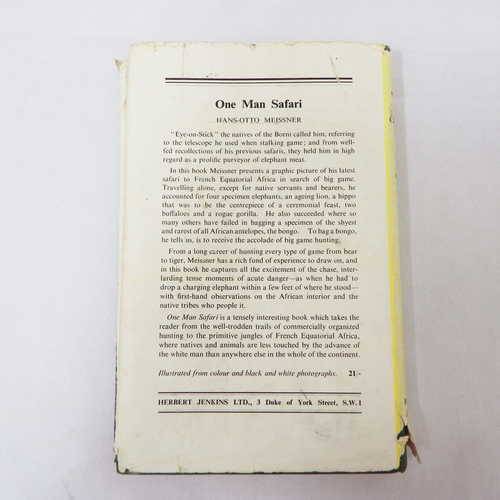 One Man Safari
HANS-OTTO MEISSNER
"Eye-on-Stick" the natives of the Borni called him, referring
to the telescope he used when stalking game; and from well-
fed recollections of his previous safaris, they held him in high
regard as a prolific purveyor of elephant meat.
In this book Meissner presents a graphic picture of his latest
safari to French Equatorial Africa in search of big game.
Travelling alone, except for native servants and bearers, he
accounted for four specimen elephants, an ageing lion, a hippo
that was to be the centrepiece of a ceremonial feast, two
buffaloes and a rogue gorilla. He also succeeded where so
many others have failed in bagging a specimen of the shyest
and rarest of all African antelopes, the bongo. To bag a bongo,
he tells us, is to receive the accolade of big game hunting.
From a long career of hunting every type of game from bear
to tiger, Meissner has a rich fund of experience to draw on, and
in this book he captures all the excitement of the chase, inter-
larding tense moments of acute danger—as when he had to
drop a charging elephant within a few feet of where he stood—
with first-hand observations on the African interior and the
native tribes who people it.
One Man Safari is a tensely interesting book which takes the
reader from the well-trodden trails of commercially organized
hunting to the primitive jungles of French Equatorial Africa,
where natives and animals are less touched by the advance of
the white man than anywhere else in the whole of the continent.
Illustrated from colour and black and white photographs. 21/-
HERBERT JENKINS LTD., 3 Duke of York Street, S.W.1